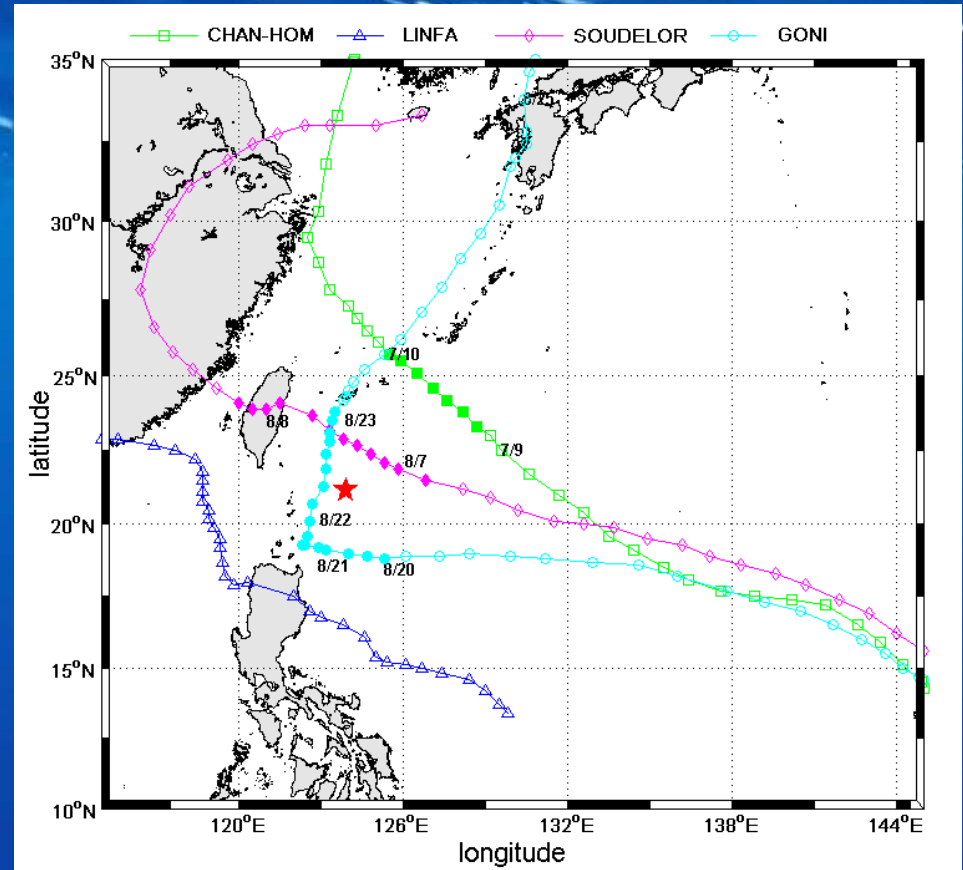 CHAN-HOM LINFA SOUDELOR GONI
35°N
30°N
25°N
20°N
15°N
10°N
latitude
7/10
7/9
8/8
8/23
8/7
8/22
8/21
8/20
120°E 126°E 132°E 138°E 144°E
longitude